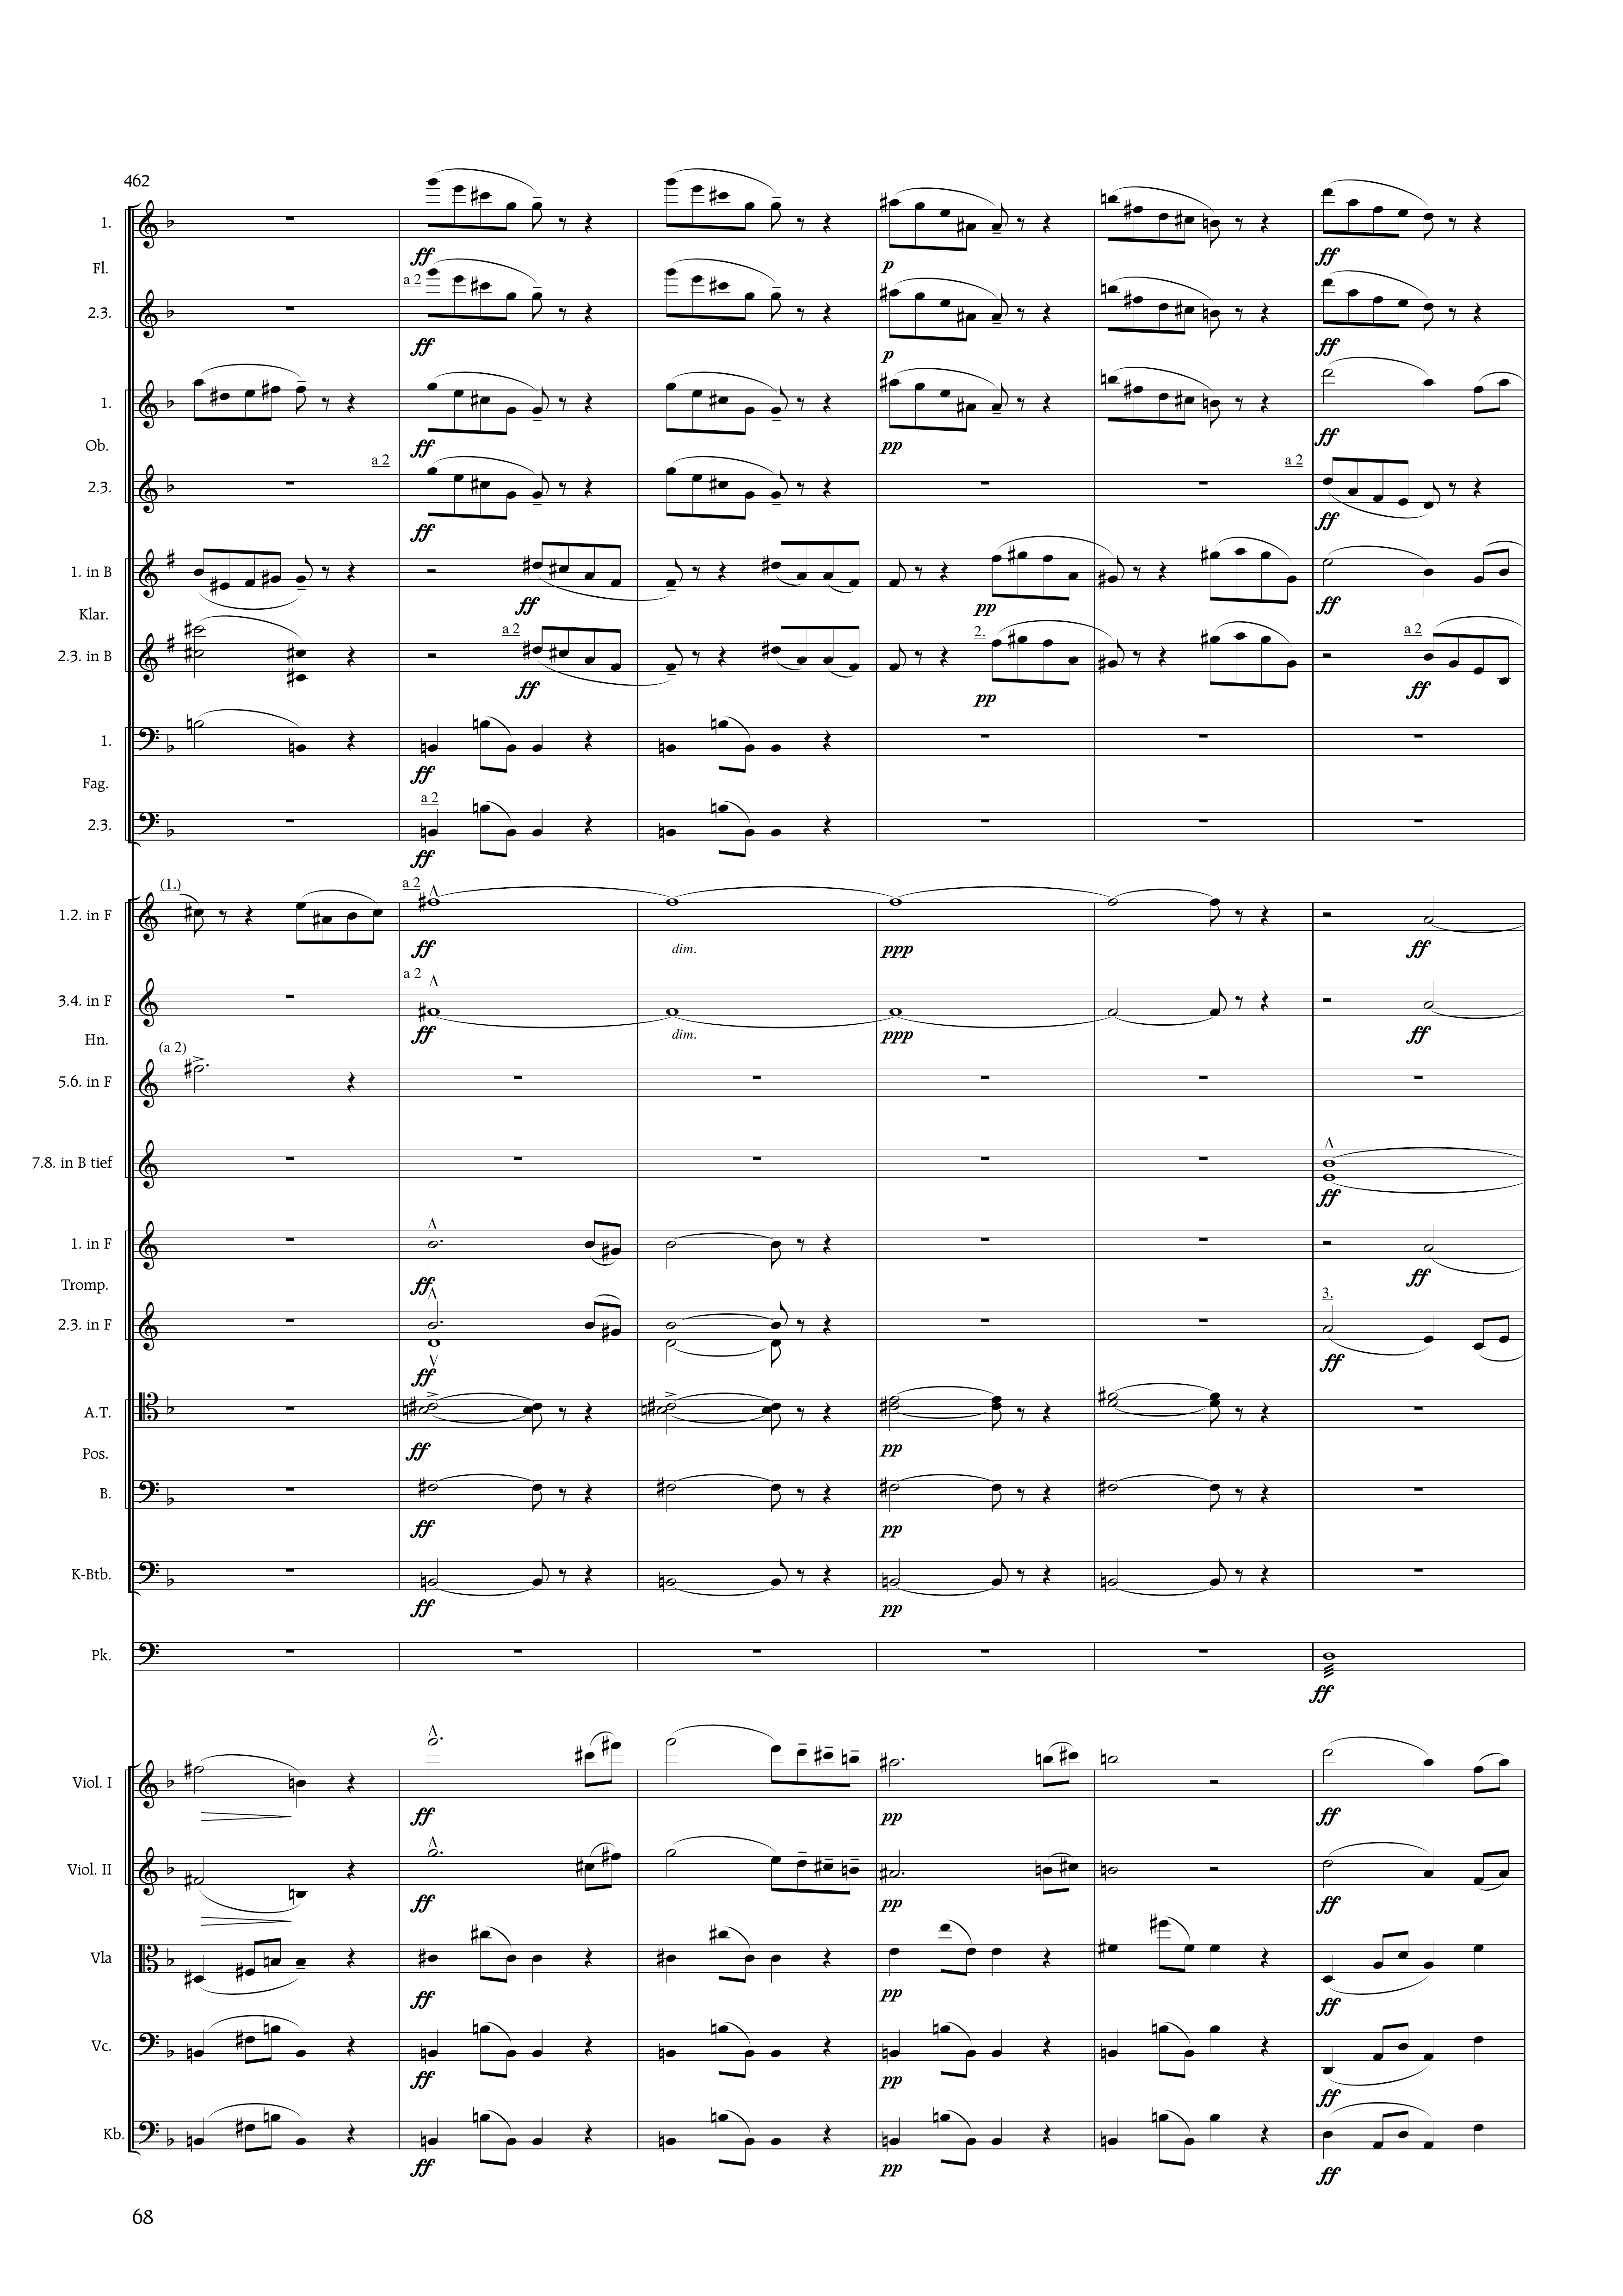 462
1.
ff
p
ff
Fl.
a 2
2.3.
ff
p
ff
1.
ff
pp
ff
Ob.
a 2
a 2
2.3.
ff
ff
1. in B
ff
pp
ff
Klar.
a 2
2.
a 2
2.3. in B
ff
pp
ff
1.
ff
Fag.
a 2
2.3.
ff
(1.)
a 2
1.2. in F
ff
dim.
ppp
ff
a 2
3.4. in F
ff
dim.
ppp
ff
Hn.
(a 2)
5.6. in F
7.8. in B tief
ff
1. in F
ff
ff
Tromp.
3.
2.3. in F
ff
ff
A.T.
ff
pp
Pos.
B.
ff
pp
K-Btb.
ff
pp
Pk.
ff
Viol. I
ff
pp
ff
Viol. II
ff
pp
ff
Vla
ff
pp
ff
Vc.
ff
pp
ff
Kb.
ff
pp
ff
68